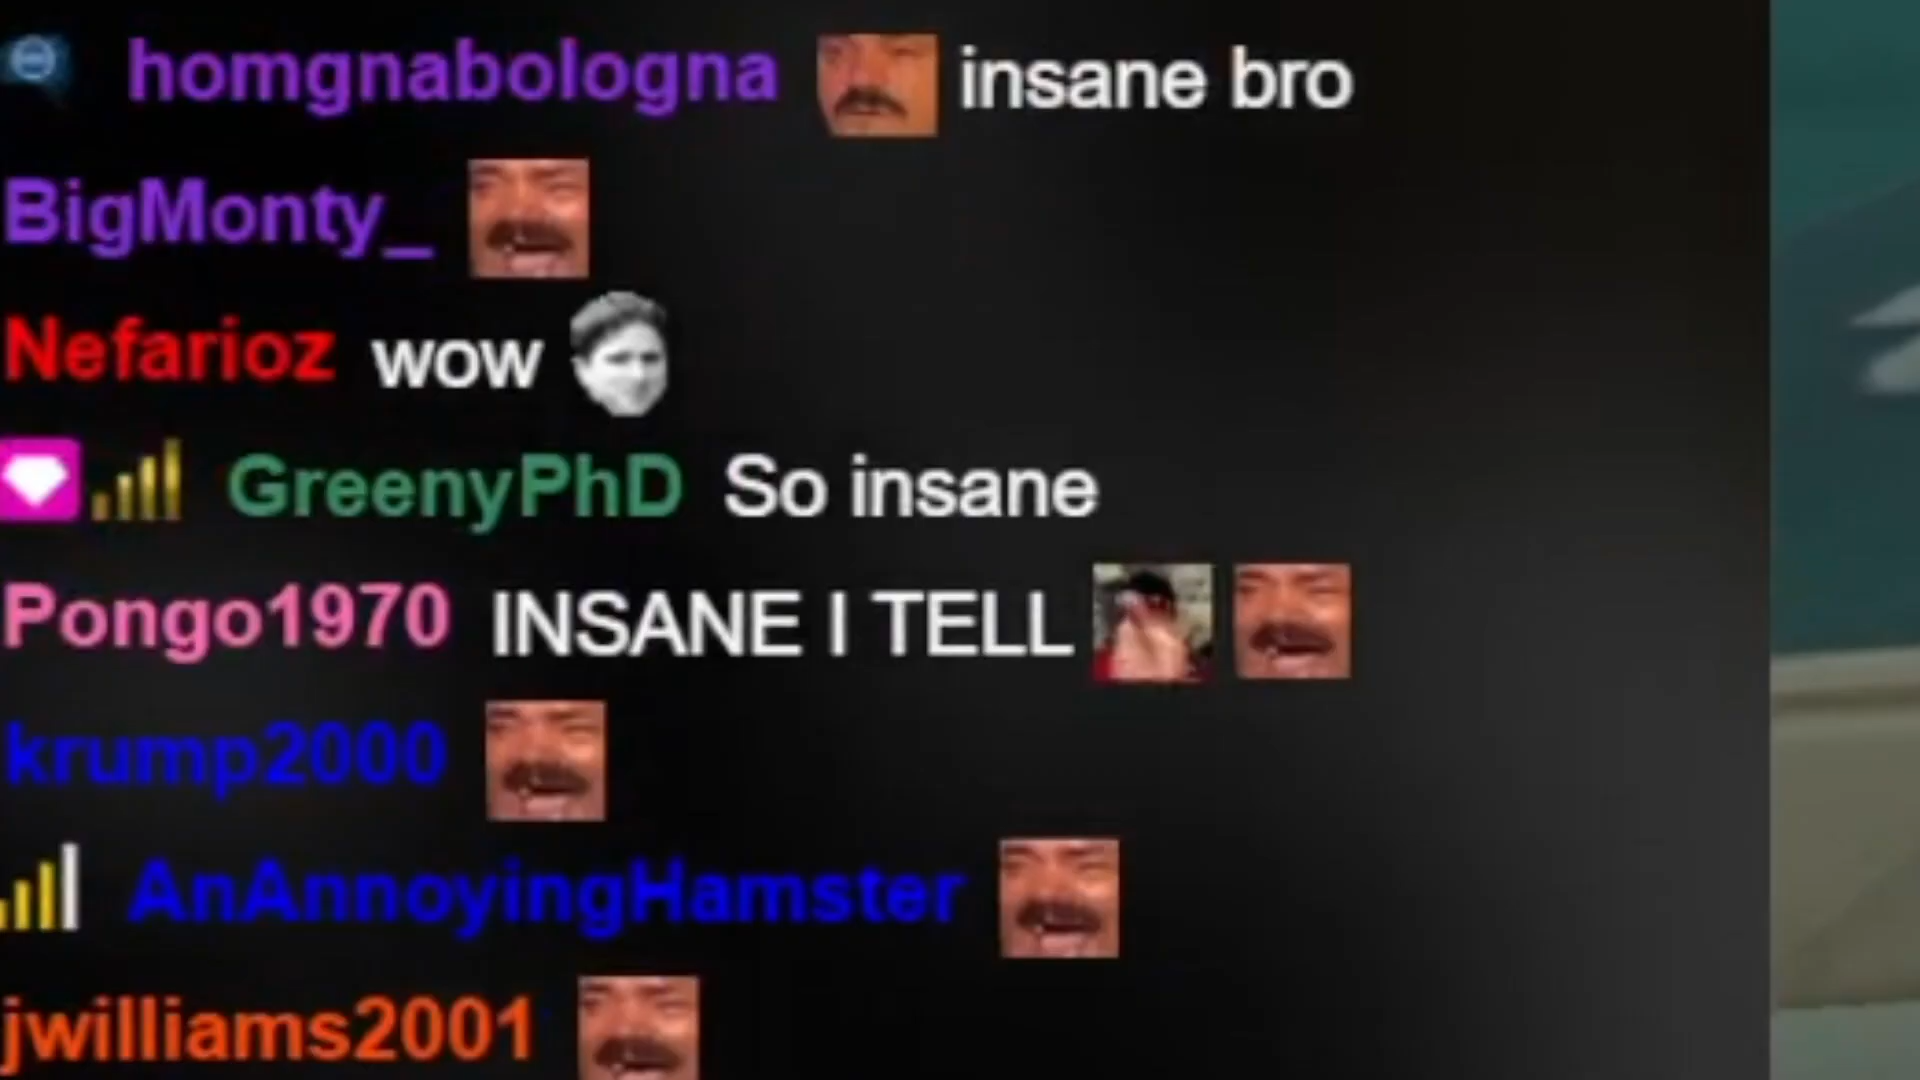 homgnabologna insane bro
BigMonty_
Nefarioz wow
GreenyPhD So insane
Pongo1970 INSANE I TELL
krump2000
AnAnnoyingHamster
jwilliams2001